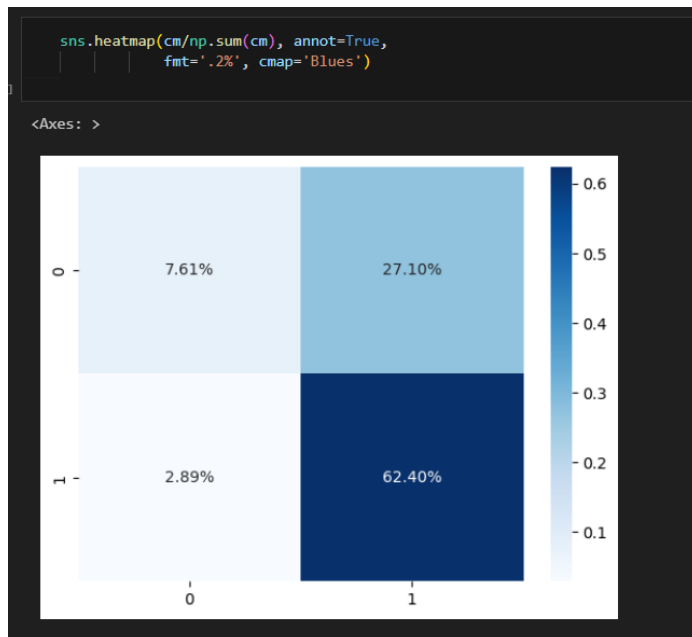 sns.heatmap(cm/np.sum(cm), annot=True,
fmt='.2%', cmap='Blues')
<Axes: >
0.6
0 - 7.61% 27.10%
0.5
0.4
0.3
1 - 2.89% 62.40%
0.2
0.1
0 1